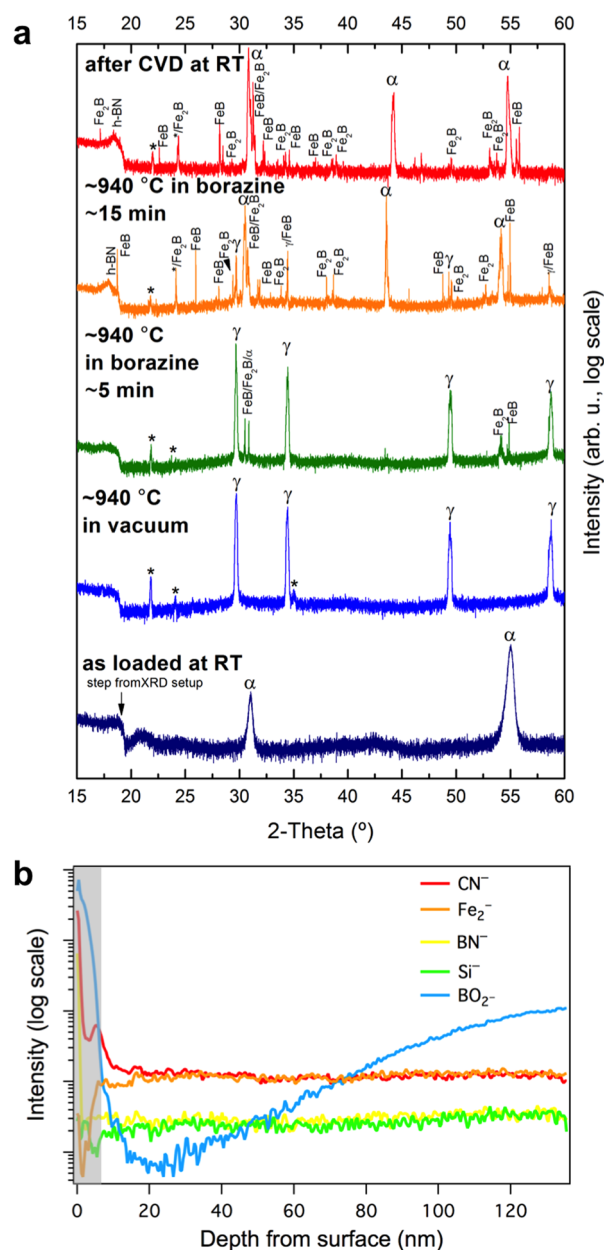 a
15 20 25 30 35 40 45 50 55 60
after CVD at RT
Fe2B
h-BN
*
FeB
*/Fe2B
FeB
Fe2B
α
FeB/Fe2B
FeB
Fe2B
FeB
FeB
Fe2B
Fe2B
α
Fe2B
Fe2B
Fe2B
α
FeB
~940 °C in borazine
~15 min
h-BN
FeB
*
*/Fe2B
FeB
FeB
Fe2B
γ
α
FeB/Fe2B
FeB
Fe2B
γ/FeB
Fe2B
Fe2B
α
FeB
γ
Fe2B
Fe2B
α
FeB
γ/FeB
~940 °C
in borazine
~5 min
*
*
γ
FeB/Fe2B/α
γ
γ
Fe2B
FeB
γ
~940 °C
in vacuum
*
*
γ
γ
*
γ
γ
as loaded at RT
step fromXRD setup
α
α
15 20 25 30 35 40 45 50 55 60
2-Theta (º)
Intensity (arb. u., log scale)
b
CN⁻
Fe₂⁻
BN⁻
Si⁻
BO₂₋
Intensity (log scale)
0 20 40 60 80 100 120
Depth from surface (nm)